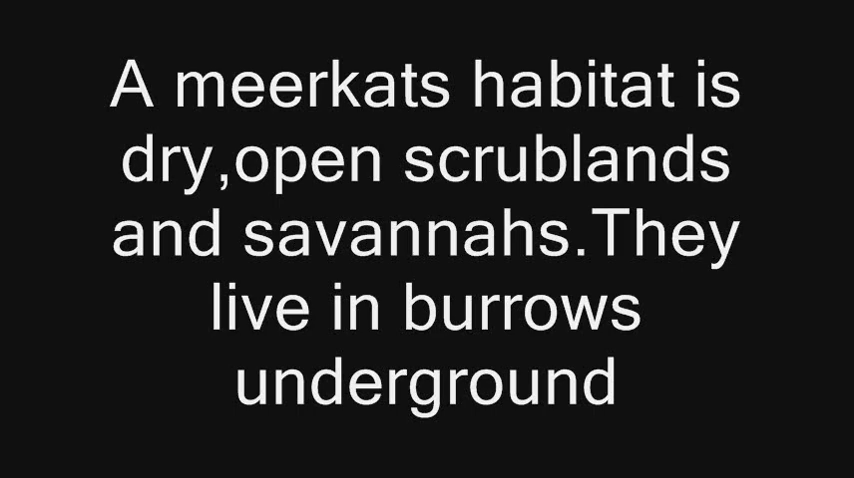 A meerkats habitat is
dry,open scrublands
and savannahs.They
live in burrows
underground